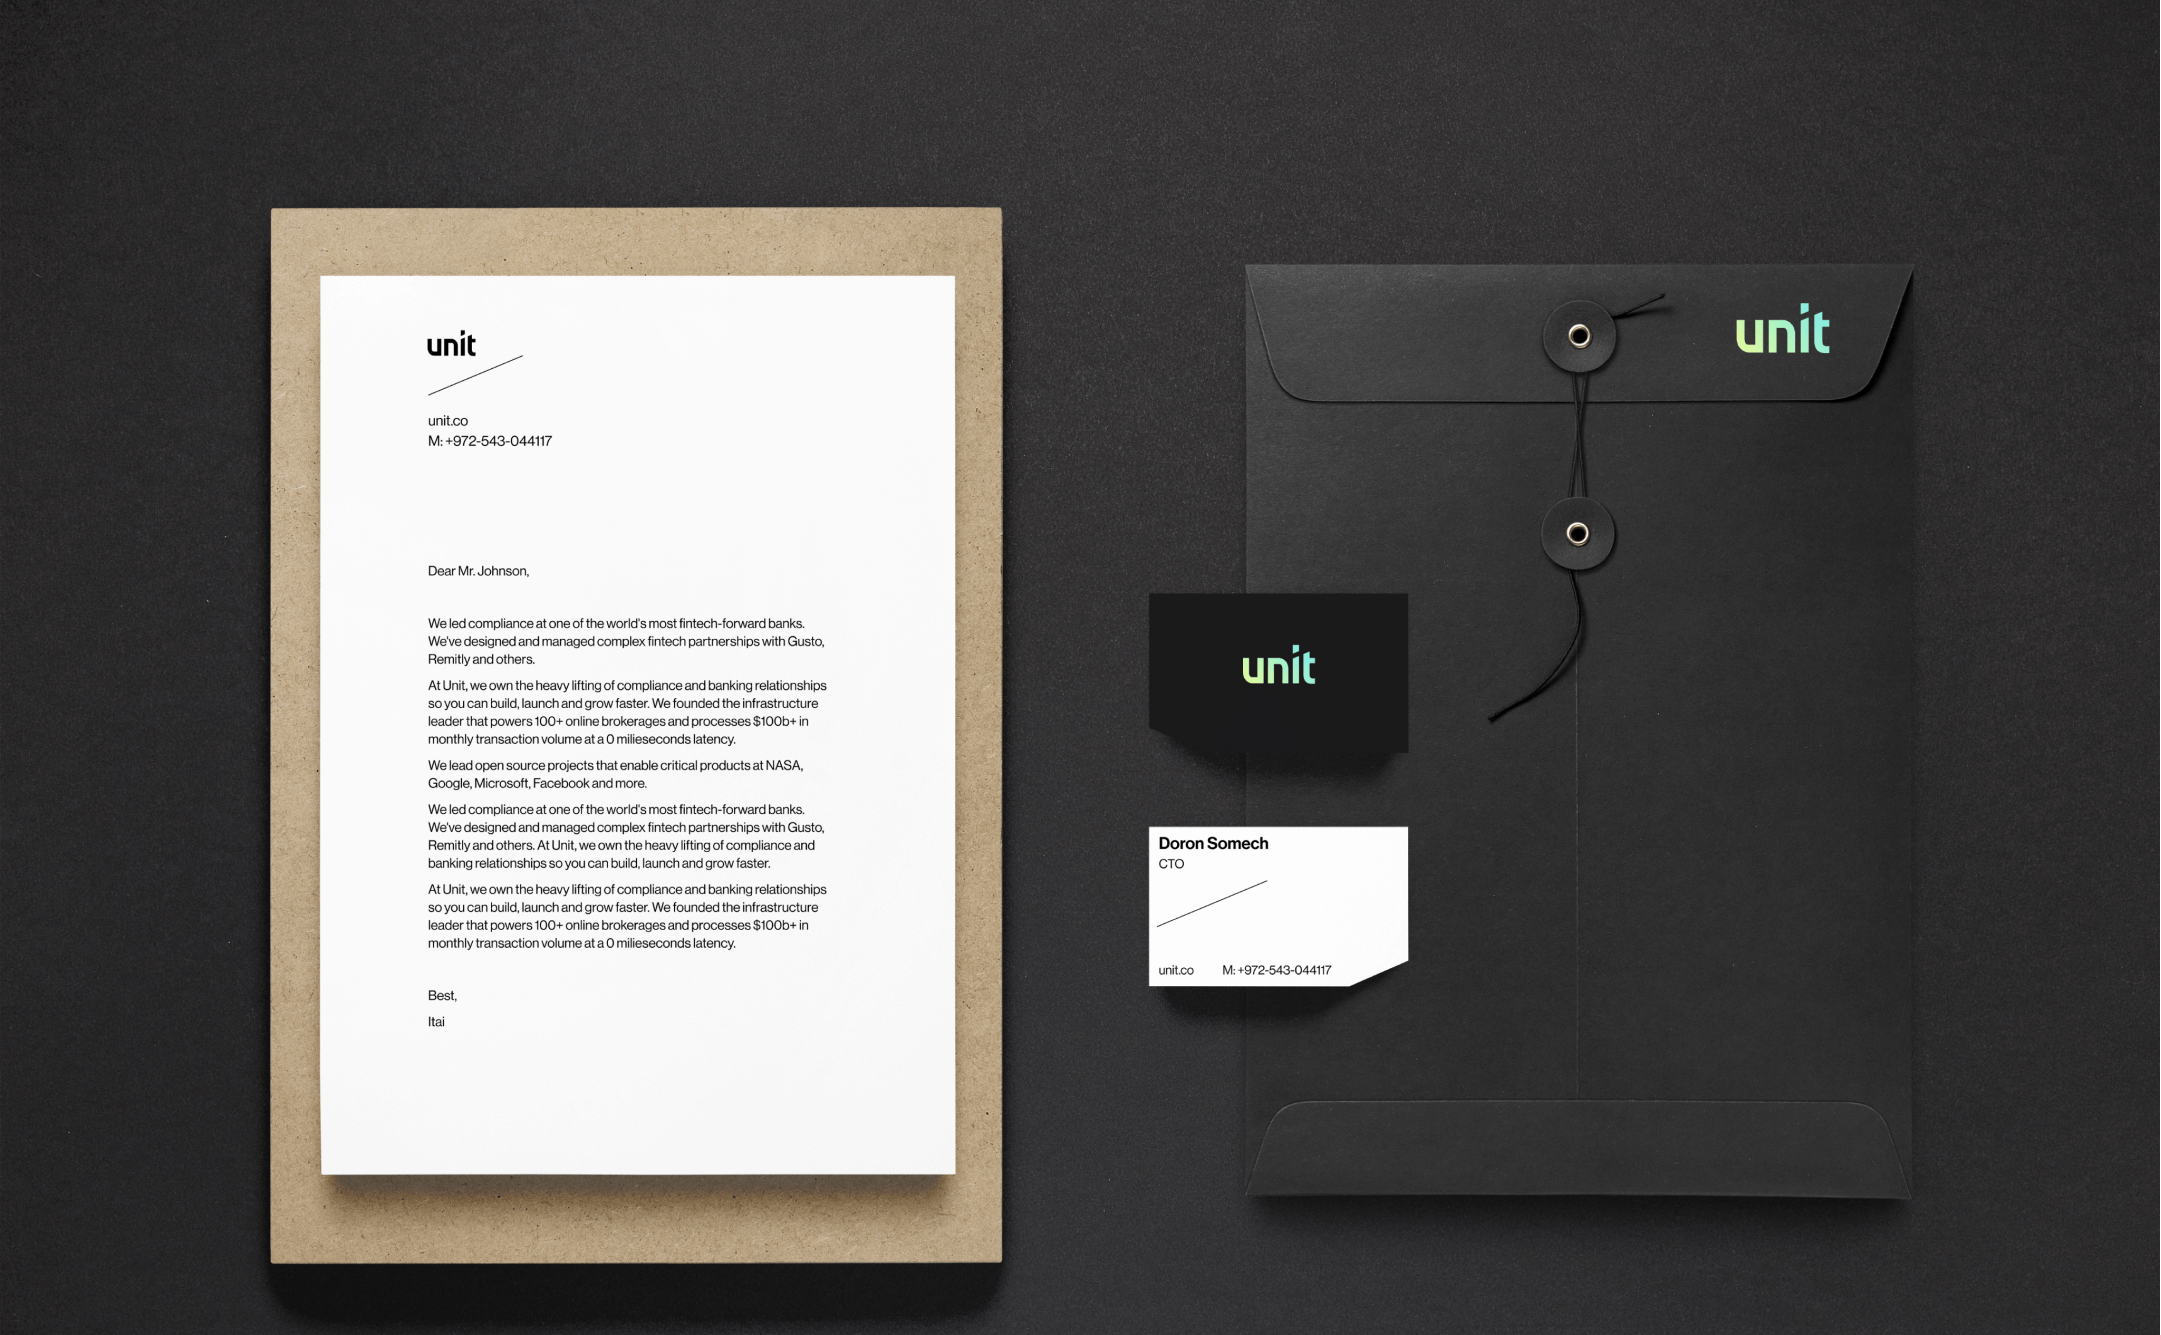 unit
unit.co
M: +972-543-044117
Dear Mr. Johnson,
We led compliance at one of the world's most fintech-forward banks.
We've designed and managed complex fintech partnerships with Gusto,
Remitly and others.
At Unit, we own the heavy lifting of compliance and banking relationships
so you can build, launch and grow faster. We founded the infrastructure
leader that powers 100+ online brokerages and processes $100b+ in
monthly transaction volume at a 0 milieseconds latency.
We lead open source projects that enable critical products at NASA,
Google, Microsoft, Facebook and more.
We led compliance at one of the world's most fintech-forward banks.
We've designed and managed complex fintech partnerships with Gusto,
Remitly and others. At Unit, we own the heavy lifting of compliance and
banking relationships so you can build, launch and grow faster.
At Unit, we own the heavy lifting of compliance and banking relationships
so you can build, launch and grow faster. We founded the infrastructure
leader that powers 100+ online brokerages and processes $100b+ in
monthly transaction volume at a 0 milieseconds latency.
Best,
Itai
unit
unit
Doron Somech
CTO
unit.co M: +972-543-044117